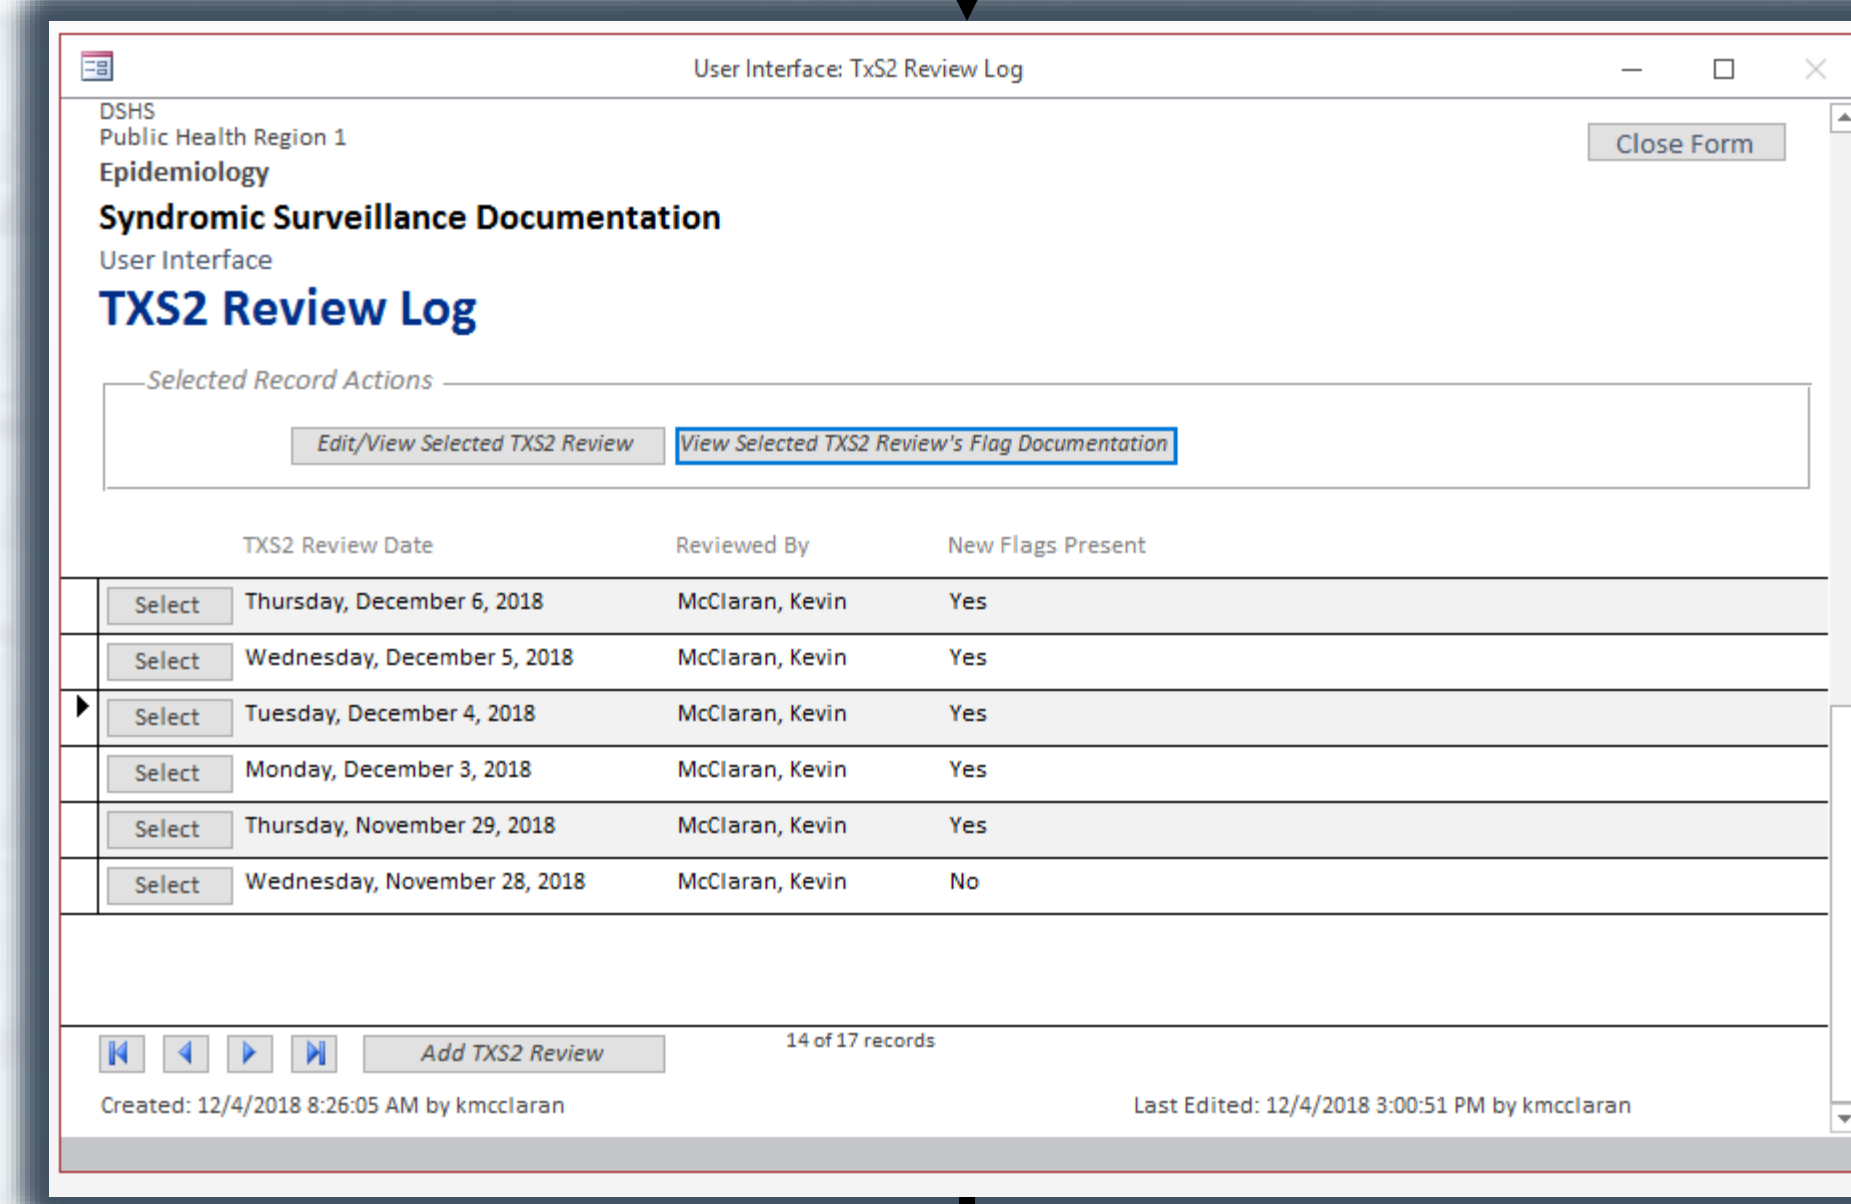 User Interface: TxS2 Review Log
DSHS
Public Health Region 1
Close Form
Epidemiology
Syndromic Surveillance Documentation
User Interface
TXS2 Review Log
Selected Record Actions
Edit/View Selected TXS2 Review View Selected TXS2 Review's Flag Documentation
TXS2 Review Date Reviewed By New Flags Present
Select Thursday, December 6, 2018 McClaran, Kevin Yes
Select Wednesday, December 5, 2018 McClaran, Kevin Yes
Select Tuesday, December 4, 2018 McClaran, Kevin Yes
Select Monday, December 3, 2018 McClaran, Kevin Yes
Select Thursday, November 29, 2018 McClaran, Kevin Yes
Select Wednesday, November 28, 2018 McClaran, Kevin No
Add TXS2 Review 14 of 17 records
Created: 12/4/2018 8:26:05 AM by kmcclaran Last Edited: 12/4/2018 3:00:51 PM by kmcclaran